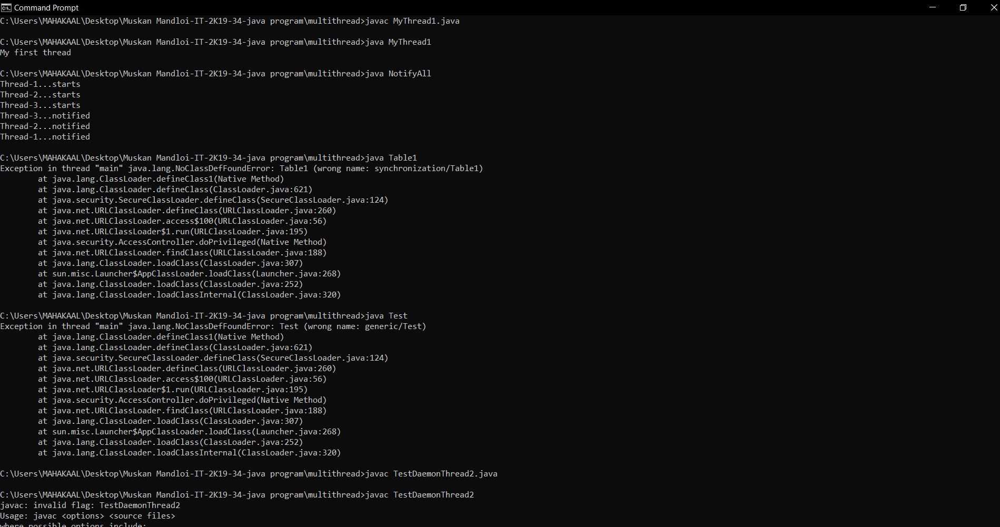 Command Prompt
C:\Users\MAHAKAAL\Desktop\Muskan Mandloi-IT-2K19-34-java program\multithread>javac MyThread1.java
C:\Users\MAHAKAAL\Desktop\Muskan Mandloi-IT-2K19-34-java program\multithread>java MyThread1
My first thread
C:\Users\MAHAKAAL\Desktop\Muskan Mandloi-IT-2K19-34-java program\multithread>java NotifyAll
Thread-1...starts
Thread-2...starts
Thread-3...starts
Thread-3...notified
Thread-2...notified
Thread-1...notified
C:\Users\MAHAKAAL\Desktop\Muskan Mandloi-IT-2K19-34-java program\multithread>java Table1
Exception in thread "main" java.lang.NoClassDefFoundError: Table1 (wrong name: synchronization/Table1)
at java.lang.ClassLoader.defineClass1(Native Method)
at java.lang.ClassLoader.defineClass(ClassLoader.java:621)
at java.security.SecureClassLoader.defineClass(SecureClassLoader.java:124)
at java.net.URLClassLoader.defineClass(URLClassLoader.java:260)
at java.net.URLClassLoader.access$100(URLClassLoader.java:56)
at java.net.URLClassLoader$1.run(URLClassLoader.java:195)
at java.security.AccessController.doPrivileged(Native Method)
at java.net.URLClassLoader.findClass(URLClassLoader.java:188)
at java.lang.ClassLoader.loadClass(ClassLoader.java:307)
at sun.misc.Launcher$AppClassLoader.loadClass(Launcher.java:268)
at java.lang.ClassLoader.loadClass(ClassLoader.java:252)
at java.lang.ClassLoader.loadClassInternal(ClassLoader.java:320)
C:\Users\MAHAKAAL\Desktop\Muskan Mandloi-IT-2K19-34-java program\multithread>java Test
Exception in thread "main" java.lang.NoClassDefFoundError: Test (wrong name: generic/Test)
at java.lang.ClassLoader.defineClass1(Native Method)
at java.lang.ClassLoader.defineClass(ClassLoader.java:621)
at java.security.SecureClassLoader.defineClass(SecureClassLoader.java:124)
at java.net.URLClassLoader.defineClass(URLClassLoader.java:260)
at java.net.URLClassLoader.access$100(URLClassLoader.java:56)
at java.net.URLClassLoader$1.run(URLClassLoader.java:195)
at java.security.AccessController.doPrivileged(Native Method)
at java.net.URLClassLoader.findClass(URLClassLoader.java:188)
at java.lang.ClassLoader.loadClass(ClassLoader.java:307)
at sun.misc.Launcher$AppClassLoader.loadClass(Launcher.java:268)
at java.lang.ClassLoader.loadClass(ClassLoader.java:252)
at java.lang.ClassLoader.loadClassInternal(ClassLoader.java:320)
C:\Users\MAHAKAAL\Desktop\Muskan Mandloi-IT-2K19-34-java program\multithread>javac TestDaemonThread2.java
C:\Users\MAHAKAAL\Desktop\Muskan Mandloi-IT-2K19-34-java program\multithread>javac TestDaemonThread2
javac: invalid flag: TestDaemonThread2
Usage: javac <options> <source files>
where possible options include: